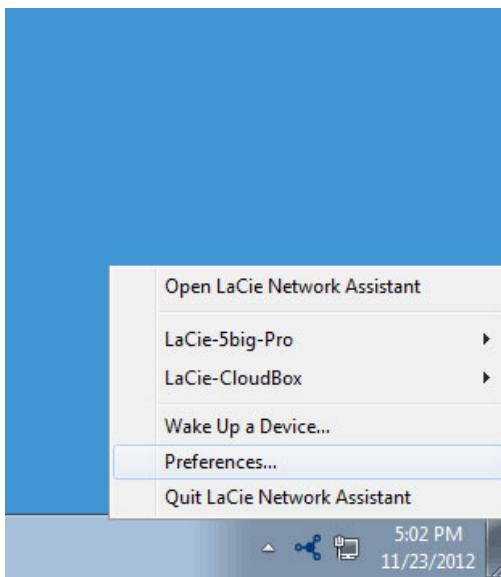 Open LaCie Network Assistant
LaCie-5big-Pro
LaCie-CloudBox
Wake Up a Device...
Preferences...
Quit LaCie Network Assistant
5:02 PM
11/23/2012